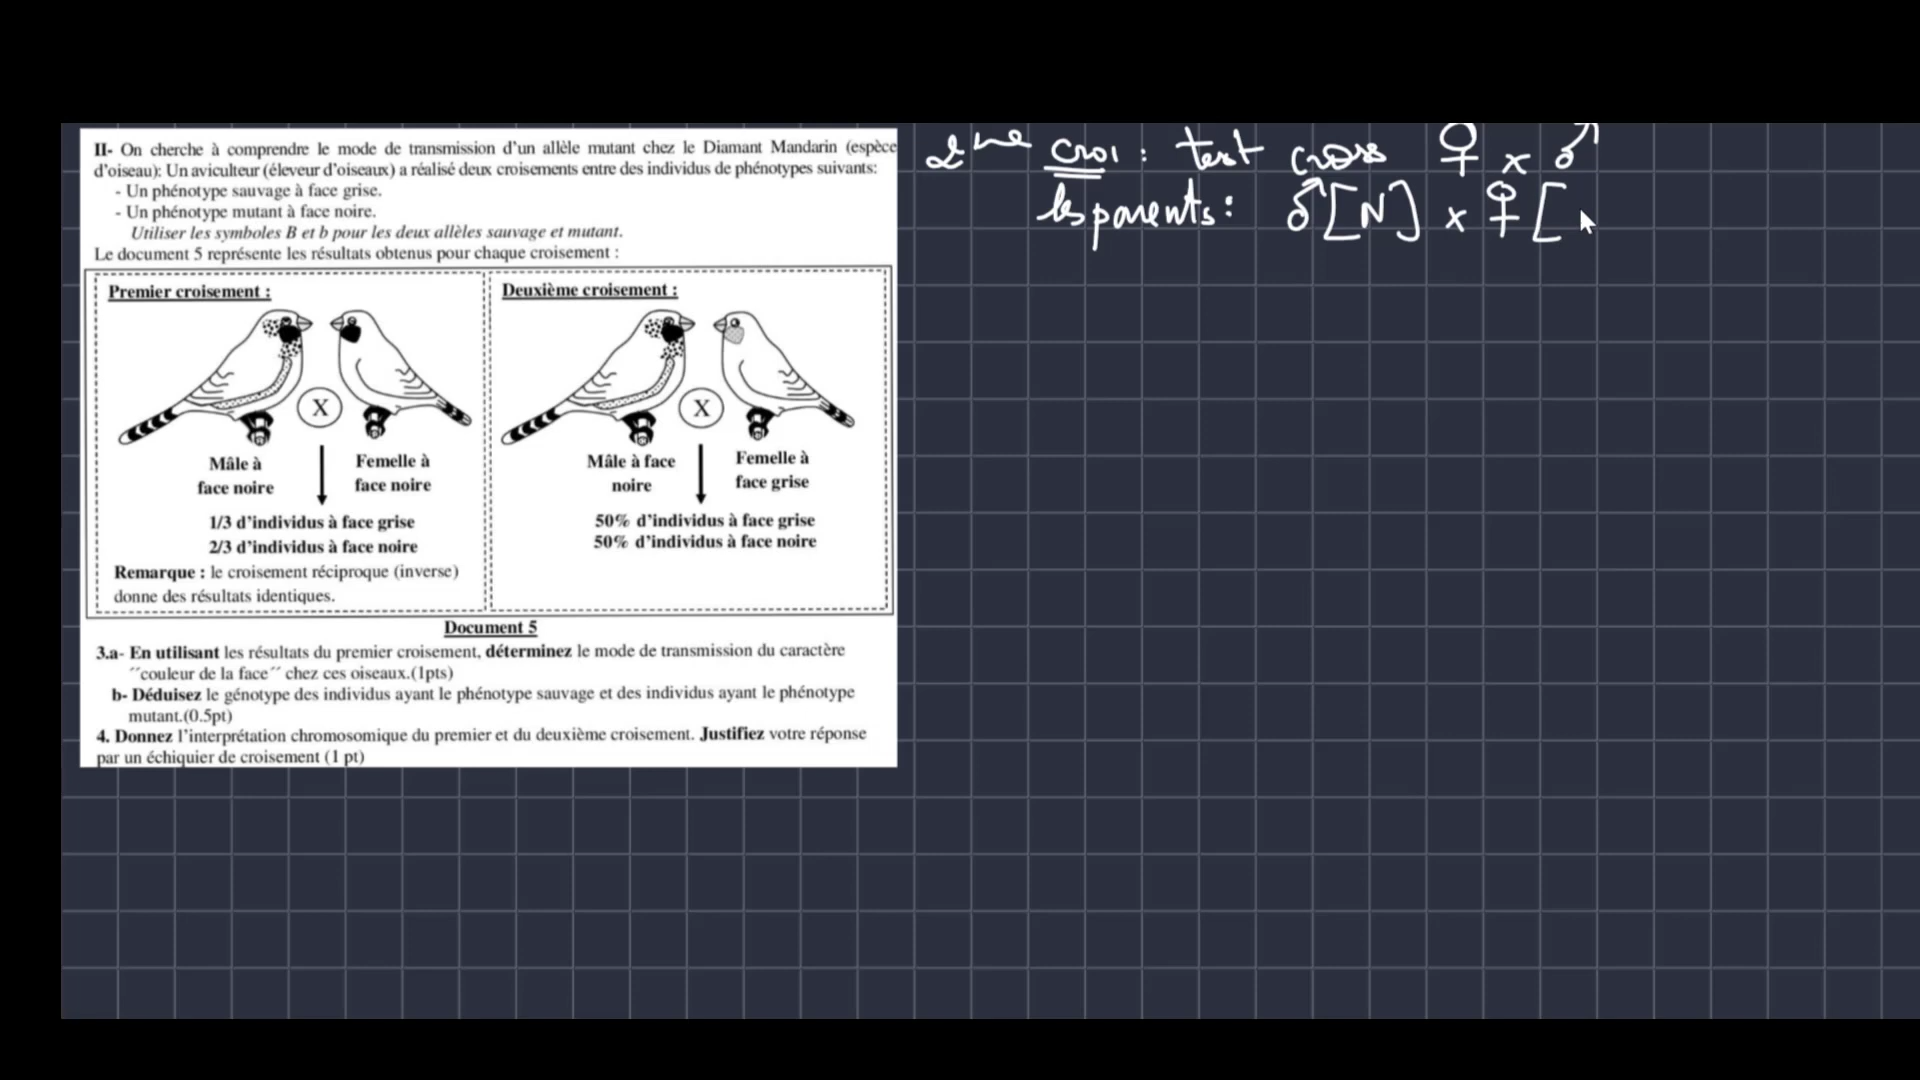 II- On cherche à comprendre le mode de transmission d'un allèle mutant chez le Diamant Mandarin (espèce
d'oiseau): Un aviculteur (éleveur d'oiseaux) a réalisé deux croisements entre des individus de phénotypes suivants:
- Un phénotype sauvage à face grise.
- Un phénotype mutant à face noire.
Utiliser les symboles B et b pour les deux allèles sauvage et mutant.
Le document 5 représente les résultats obtenus pour chaque croisement :
Premier croisement :
X
Mâle à
face noire
Femelle à
face noire
1/3 d'individus à face grise
2/3 d'individus à face noire
Remarque : le croisement réciproque (inverse)
donne des résultats identiques.
Deuxième croisement :
X
Mâle à face
noire
Femelle à
face grise
50% d'individus à face grise
50% d'individus à face noire
Document 5
3.a- En utilisant les résultats du premier croisement, déterminez le mode de transmission du caractère
´´couleur de la face´´ chez ces oiseaux.(1pts)
b- Déduisez le génotype des individus ayant le phénotype sauvage et des individus ayant le phénotype
mutant.(0.5pt)
4. Donnez l'interprétation chromosomique du premier et du deuxième croisement. Justifiez votre réponse
par un échiquier de croisement (1 pt)
2me croi : test cross ♀ x ♂
les parents : ♂[N] x ♀[